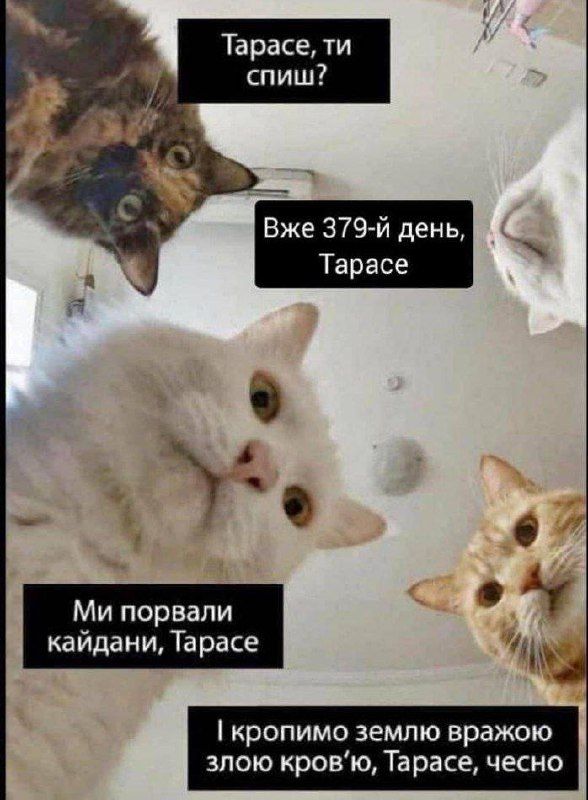 Тарасе, ти
спиш?
Вже 379-й день,
Тарасе
Ми порвали
кайдани, Тарасе
І кропимо землю вражою
злою кров'ю, Тарасе, чесно